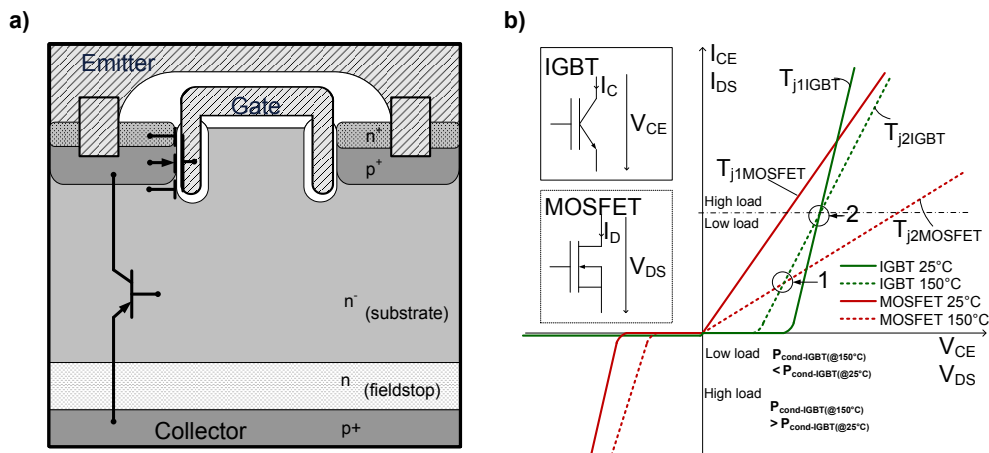 a)
Emitter
Gate
n+
p+
n-
(substrate)
n
(fieldstop)
Collector
p+
b)
IGBT
IC
VCE
MOSFET
ID
VDS
ICE
IDS
Tj1IGBT
Tj2IGBT
Tj1MOSFET
High load
Low load
2
Tj2MOSFET
1
IGBT 25°C
IGBT 150°C
MOSFET 25°C
MOSFET 150°C
VCE
VDS
Low load
Pcond-IGBT(@150°C)
< Pcond-IGBT(@25°C)
High load
Pcond-IGBT(@150°C)
> Pcond-IGBT(@25°C)